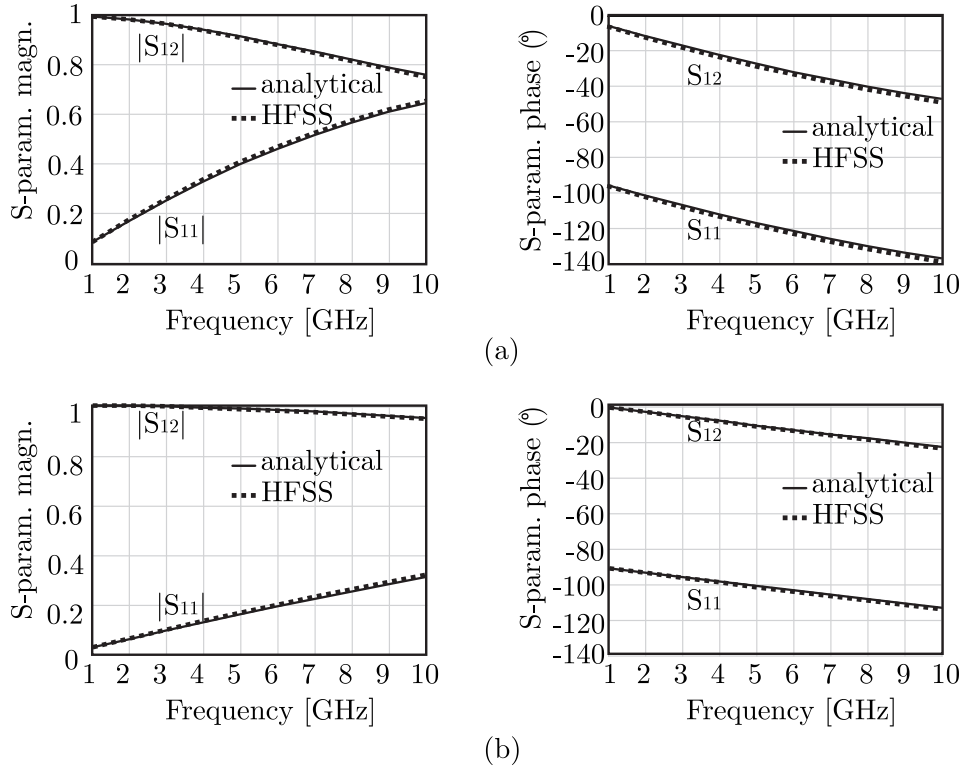 S-param. magn.
1
0.8
0.6
0.4
0.2
0
|S12|
analytical
HFSS
|S11|
1 2 3 4 5 6 7 8 9 10
Frequency [GHz]
S-param. phase (°)
0
-20
-40
-60
-80
-100
-120
-140
S12
analytical
HFSS
S11
1 2 3 4 5 6 7 8 9 10
Frequency [GHz]
(a)
S-param. magn.
1
0.8
0.6
0.4
0.2
0
|S12|
analytical
HFSS
|S11|
1 2 3 4 5 6 7 8 9 10
Frequency [GHz]
S-param. phase (°)
0
-20
-40
-60
-80
-100
-120
-140
S12
analytical
HFSS
S11
1 2 3 4 5 6 7 8 9 10
Frequency [GHz]
(b)